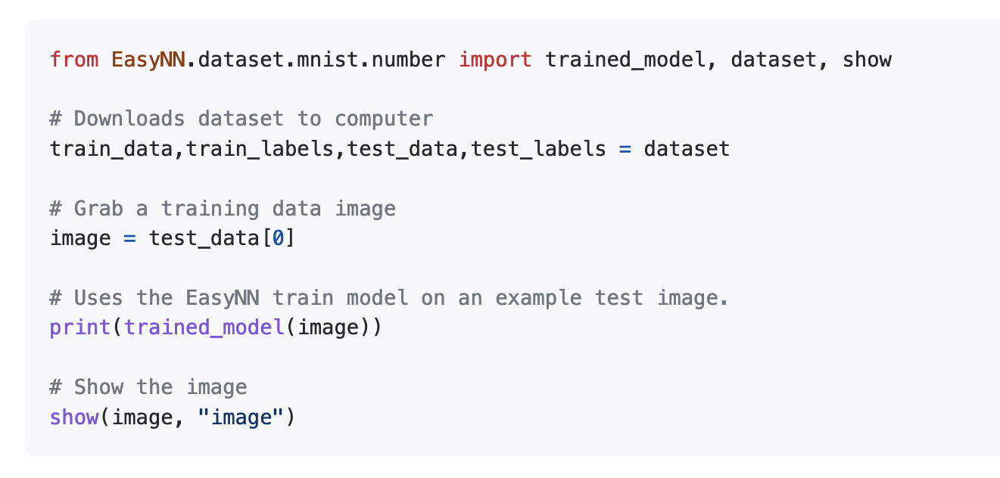 from EasyNN.dataset.mnist.number import trained_model, dataset, show
# Downloads dataset to computer
train_data,train_labels,test_data,test_labels = dataset
# Grab a training data image
image = test_data[0]
# Uses the EasyNN train model on an example test image.
print(trained_model(image))
# Show the image
show(image, "image")